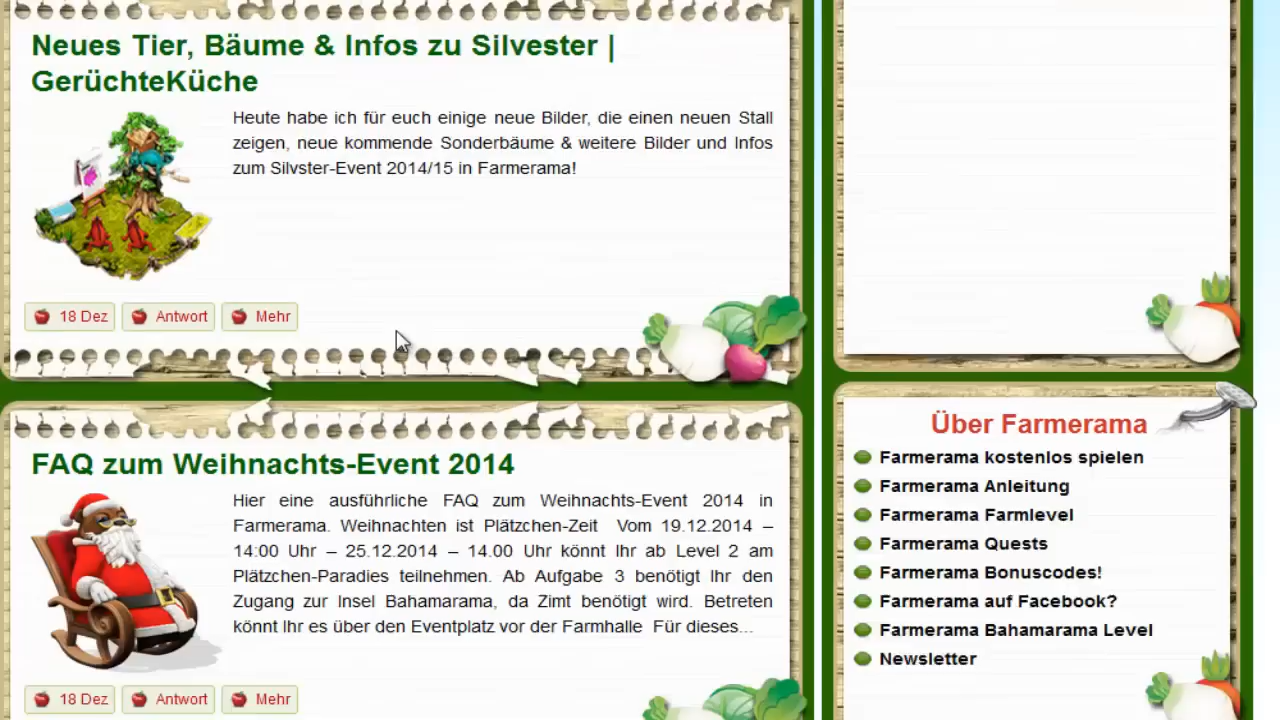 Neues Tier, Bäume & Infos zu Silvester |
GerüchteKüche
Heute habe ich für euch einige neue Bilder, die einen neuen Stall
zeigen, neue kommende Sonderbäume & weitere Bilder und Infos
zum Silvster-Event 2014/15 in Farmerama!
18 Dez
Antwort
Mehr
FAQ zum Weihnachts-Event 2014
Hier eine ausführliche FAQ zum Weihnachts-Event 2014 in
Farmerama. Weihnachten ist Plätzchen-Zeit Vom 19.12.2014 –
14:00 Uhr – 25.12.2014 – 14.00 Uhr könnt Ihr ab Level 2 am
Plätzchen-Paradies teilnehmen. Ab Aufgabe 3 benötigt Ihr den
Zugang zur Insel Bahamarama, da Zimt benötigt wird. Betreten
könnt Ihr es über den Eventplatz vor der Farmhalle Für dieses...
18 Dez
Antwort
Mehr
Über Farmerama
Farmerama kostenlos spielen
Farmerama Anleitung
Farmerama Farmlevel
Farmerama Quests
Farmerama Bonuscodes!
Farmerama auf Facebook?
Farmerama Bahamarama Level
Newsletter